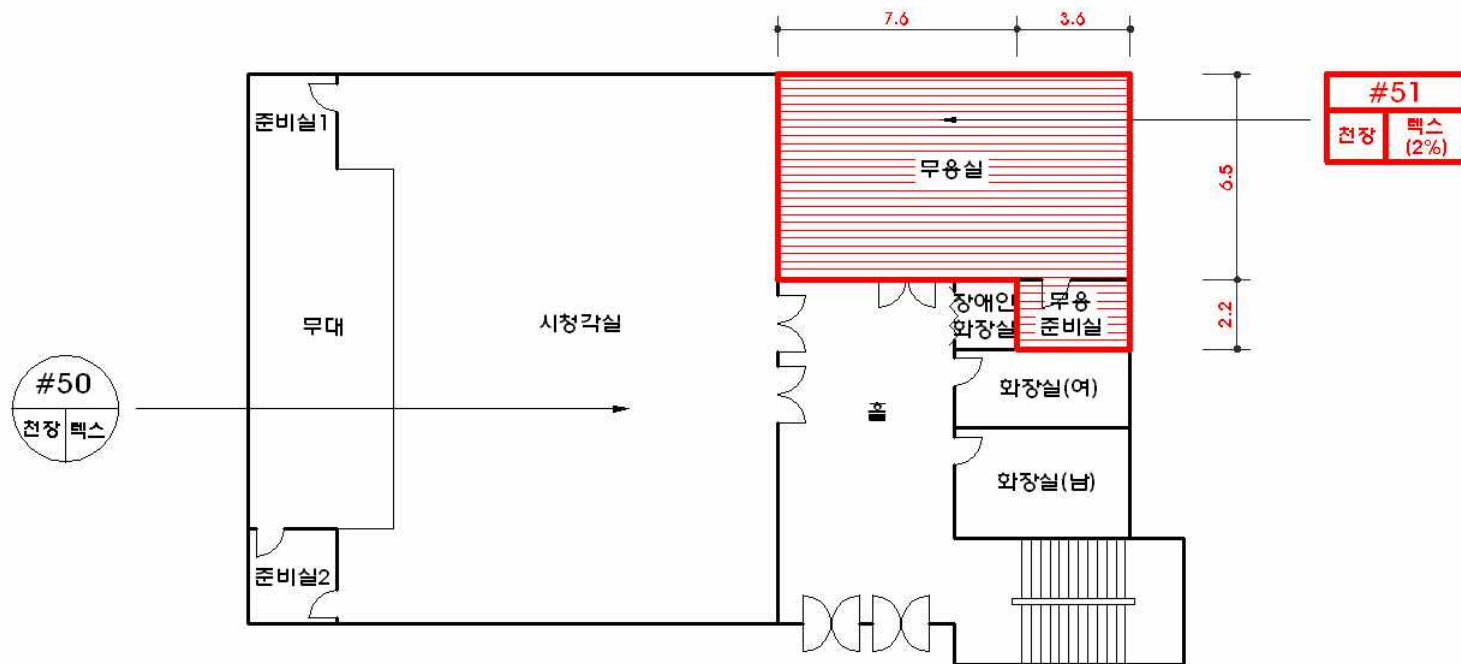 7.6
3.6
#51
천장
텍스
(2%)
준비실1
무용실
6.5
무대
시청각실
장애인
화장실
무용
준비실
2.2
#50
천장
텍스
화장실(여)
홀
화장실(남)
준비실2